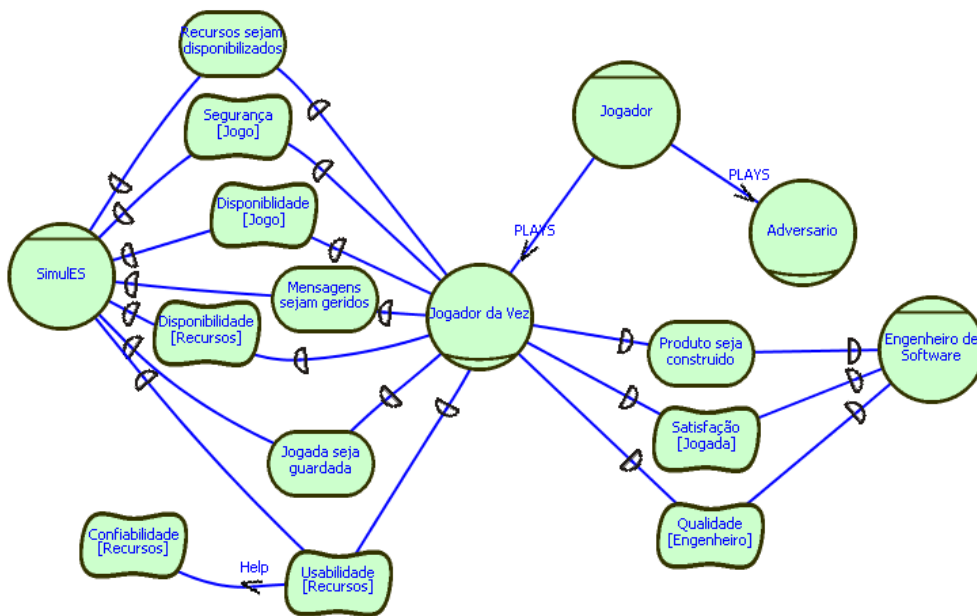 Recursos sejam
disponibilizados
Segurança
[Jogo]
Jogador
PLAYS
Disponiblidade
[Jogo]
PLAYS
Adversario
SimulES
Mensagens
sejam geridos
Jogador da Vez
Disponibilidade
[Recursos]
Produto seja
construido
Engenheiro de
Software
Satisfação
[Jogada]
Jogada seja
guardada
Confiabilidade
[Recursos]
Help
Usabilidade
[Recursos]
Qualidade
[Engenheiro]